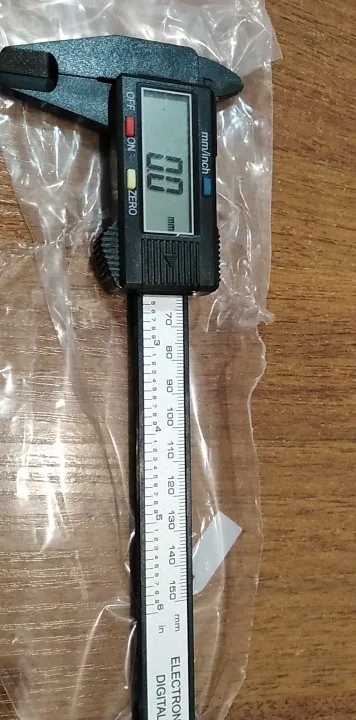 OFF ON
ZERO
mm/inch
0.0
mm
70 80 90 100 110 120 130 140 150 mm
3 4 5 6 in
ELECTRON
DIGITAL